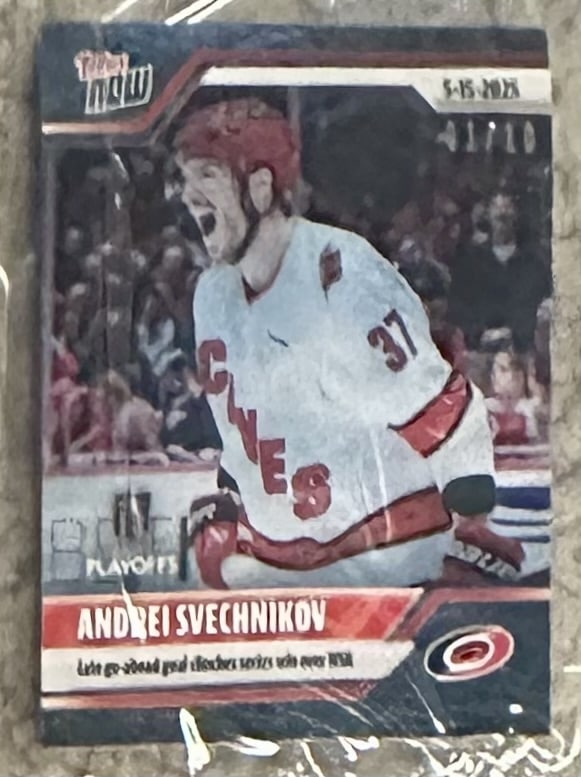 Topps
NOW
5-15-2025
01/10
37
CANES
PLAYOFFS
ANDREI SVECHNIKOV
Late go-ahead goal clinches series win over WSH